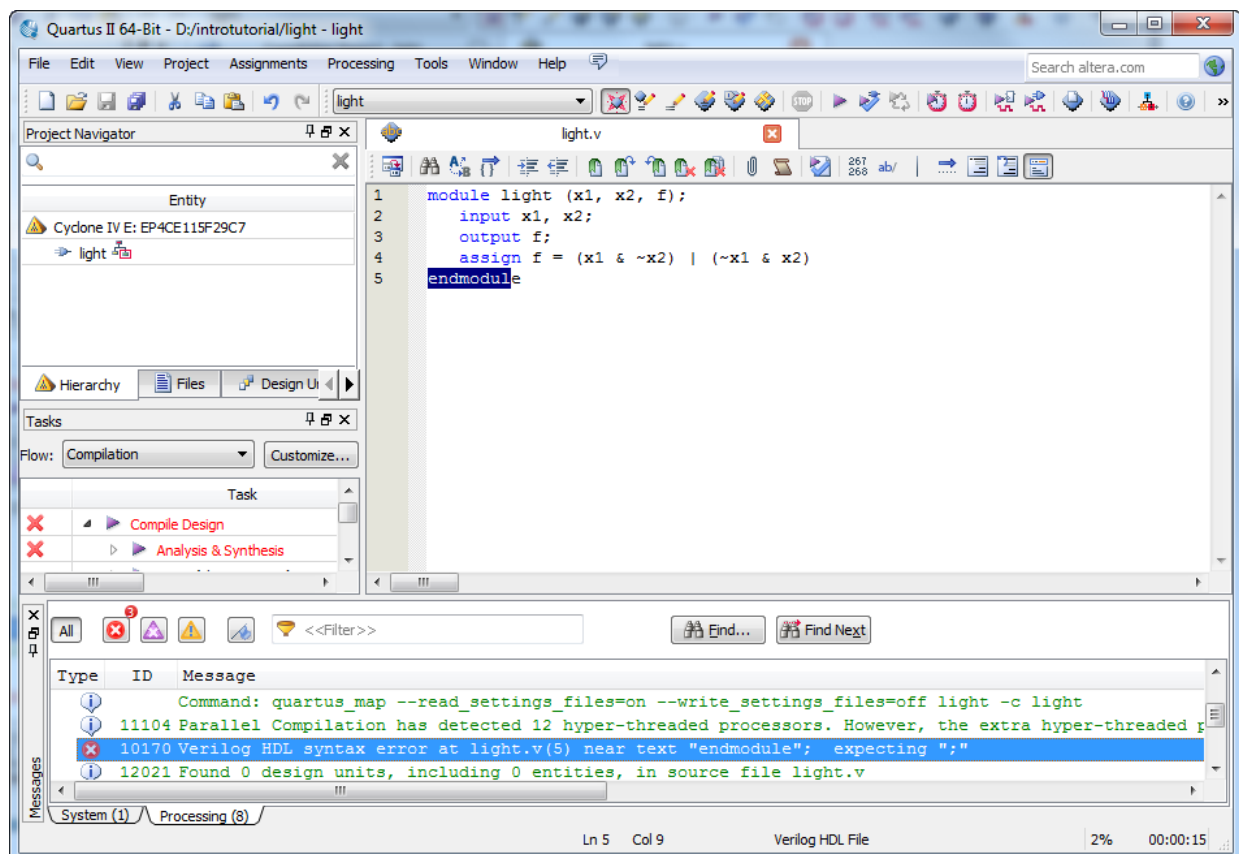 Quartus II 64-Bit - D:/introtutorial/light - light
File Edit View Project Assignments Processing Tools Window Help
Search altera.com
light
Project Navigator
Entity
Cyclone IV E: EP4CE115F29C7
light
Hierarchy Files Design Un
Tasks
Flow: Compilation Customize...
Task
Compile Design
Analysis & Synthesis
light.v
267
268 ab/
1 module light (x1, x2, f);
2 input x1, x2;
3 output f;
4 assign f = (x1 & ~x2) | (~x1 & x2)
5 endmodule
3
All <<Filter>> Find... Find Next
Type ID Message
Command: quartus_map --read_settings_files=on --write_settings_files=off light -c light
11104 Parallel Compilation has detected 12 hyper-threaded processors. However, the extra hyper-threaded p
10170 Verilog HDL syntax error at light.v(5) near text "endmodule"; expecting ";"
12021 Found 0 design units, including 0 entities, in source file light.v
Messages
System (1) Processing (8)
Ln 5 Col 9 Verilog HDL File 2% 00:00:15